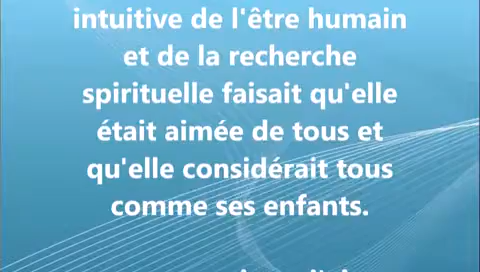 intuitive de l'être humain
et de la recherche
spirituelle faisait qu'elle
était aimée de tous et
qu'elle considérait tous
comme ses enfants.